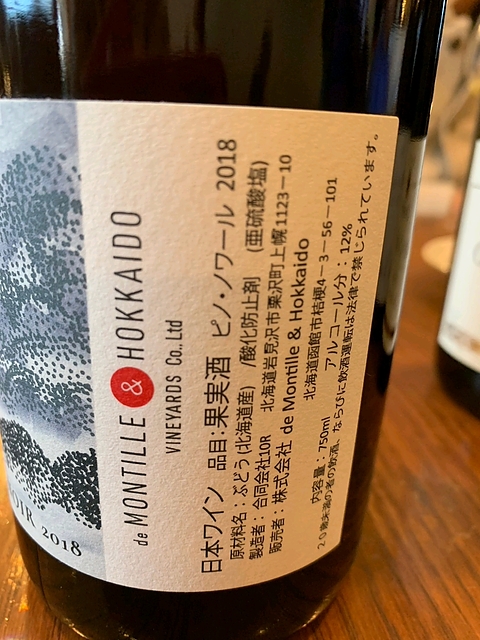 de MONTILLE & HOKKAIDO
VINEYARDS Co.,Ltd
日本ワイン 品目:果実酒 ピノ・ノワール 2018
原材料名:ぶどう(北海道産) /酸化防止剤 (亜硫酸塩)
製造者:合同会社10R 北海道岩見沢市栗沢町上幌1123-10
販売者:株式会社 de Montille & Hokkaido
北海道函館市桔梗4-3-56-101
内容量:750ml アルコール分:12%
20歳未満の者の飲酒、ならびに飲酒運転は法律で禁じられています。
OIR 2018